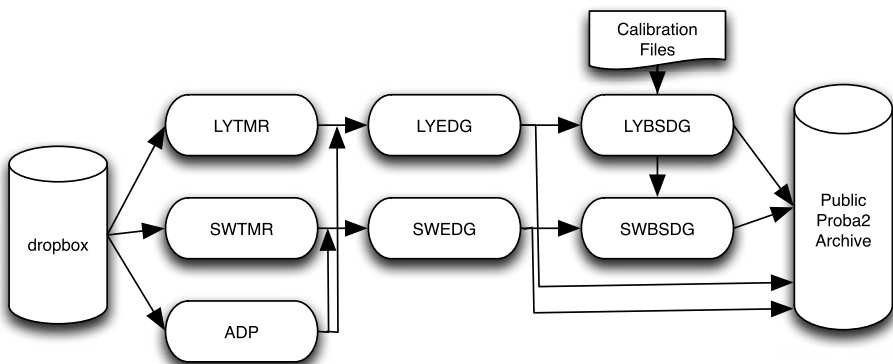 Calibration
Files
LYTMR
LYEDG
LYBSDG
dropbox
SWTMR
SWEDG
SWBSDG
Public
Proba2
Archive
ADP